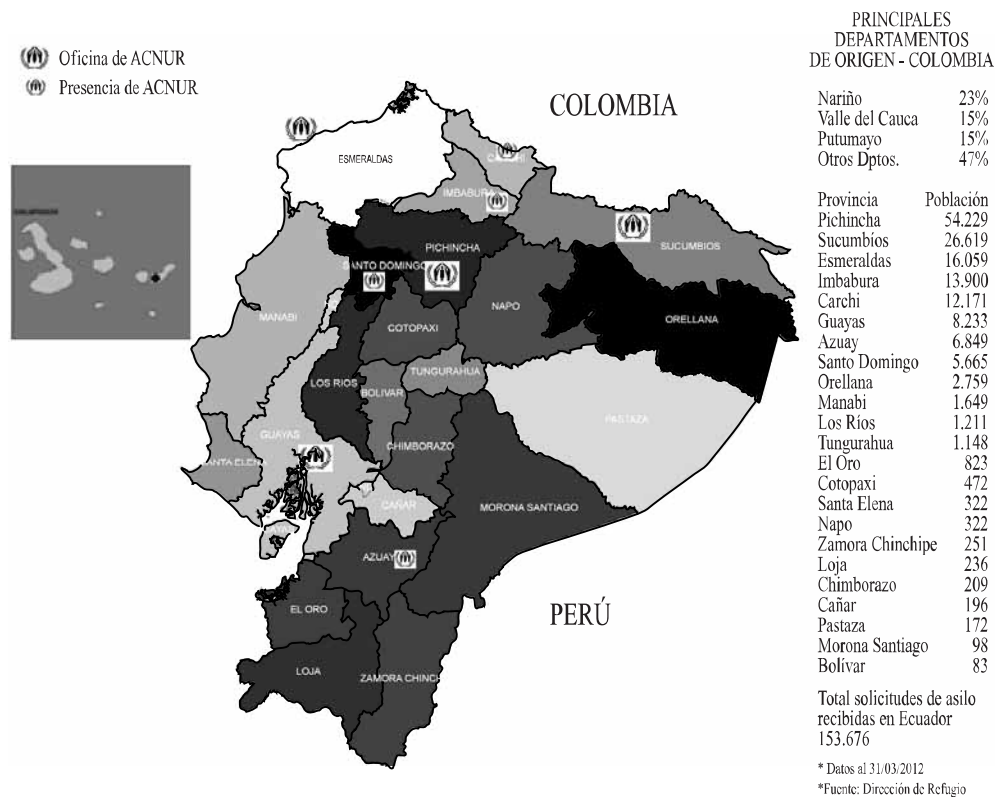 Oficina de ACNUR
Presencia de ACNUR
COLOMBIA
ESMERALDAS
CARCHI
IMBABURA
SUCUMBIOS
PICHINCHA
SANTO DOMINGO
NAPO
ORELLANA
MANABI
COTOPAXI
TUNGURAHUA
LOS RIOS
BOLIVAR
PASTAZA
GUAYAS
CHIMBORAZO
SANTA ELENA
CAÑAR
MORONA SANTIAGO
AZUAY
EL ORO
LOJA
ZAMORA CHINCH
PERÚ
PRINCIPALES
DEPARTAMENTOS
DE ORIGEN - COLOMBIA
Nariño 23%
Valle del Cauca 15%
Putumayo 15%
Otros Dptos. 47%
Provincia Población
Pichincha 54.229
Sucumbíos 26.619
Esmeraldas 16.059
Imbabura 13,900
Carchi 12.171
Guayas 8.233
Azuay 6.849
Santo Domingo 5.665
Orellana 2.759
Manabi 1.649
Los Ríos 1.211
Tungurahua 1.148
El Oro 823
Cotopaxi 472
Santa Elena 322
Napo 322
Zamora Chinchipe 251
Loja 236
Chimborazo 209
Cañar 196
Pastaza 172
Morona Santiago 98
Bolívar 83
Total solicitudes de asilo
recibidas en Ecuador
153.676
* Datos al 31/03/2012
*Fuente: Dirección de Refugio